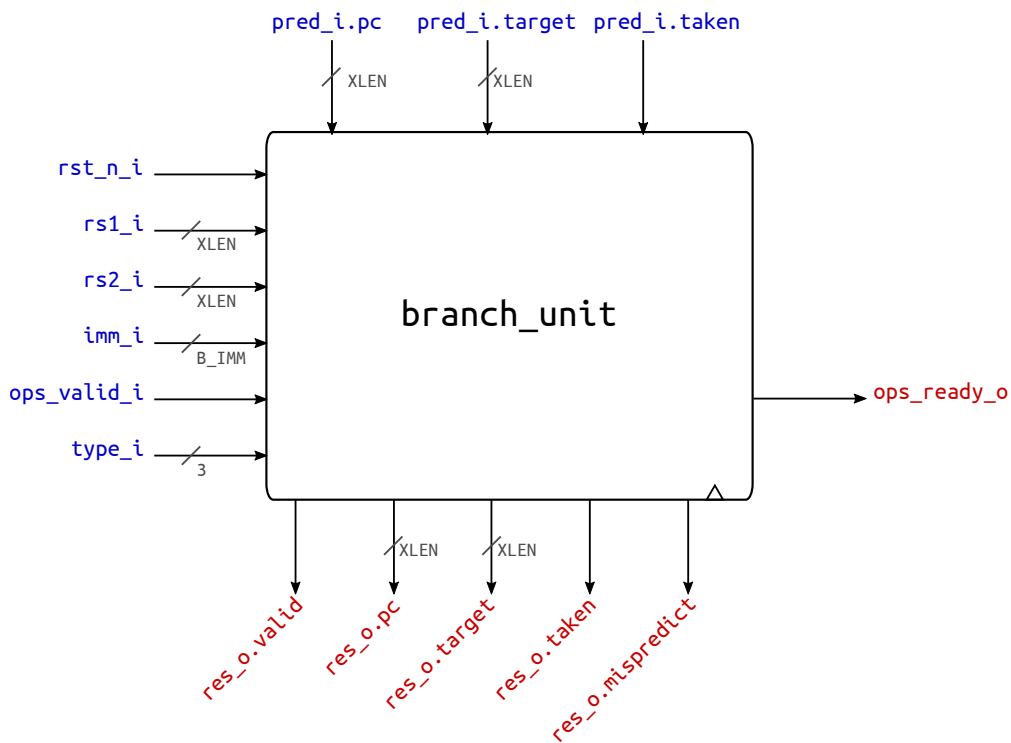 pred_i.pc pred_i.target pred_i.taken
XLEN XLEN
rst_n_i
rs1_i
XLEN
rs2_i
XLEN
imm_i
B_IMM
branch_unit
ops_valid_i
ops_ready_o
type_i
3
XLEN XLEN
res_o.valid
res_o.pc
res_o.target
res_o.taken
res_o.mispredict